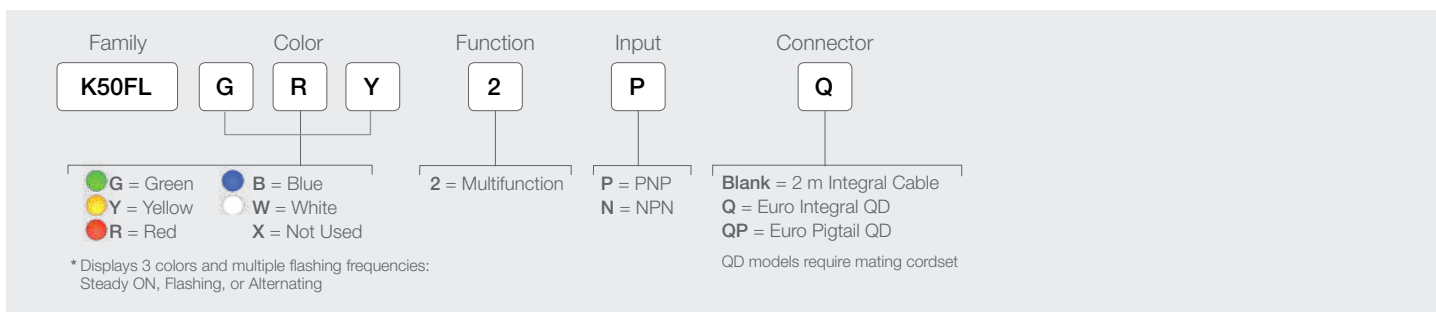 Family Color Function Input Connector
K50FL G R Y 2 P Q
G = Green B = Blue
Y = Yellow W = White
R = Red X = Not Used
* Displays 3 colors and multiple flashing frequencies:
Steady ON, Flashing, or Alternating
2 = Multifunction
P = PNP
N = NPN
Blank = 2 m Integral Cable
Q = Euro Integral QD
QP = Euro Pigtail QD
QD models require mating cordset